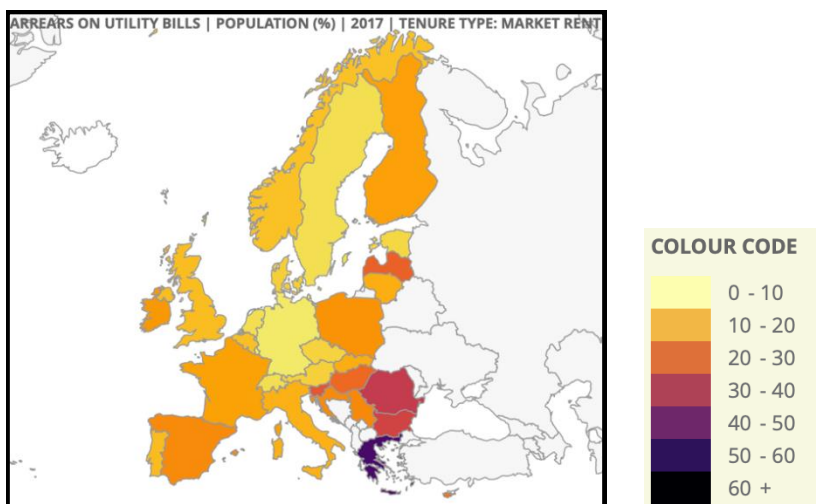 ARREARS ON UTILITY BILLS | POPULATION (%) | 2017 | TENURE TYPE: MARKET RENT
COLOUR CODE
0 - 10
10 - 20
20 - 30
30 - 40
40 - 50
50 - 60
60 +